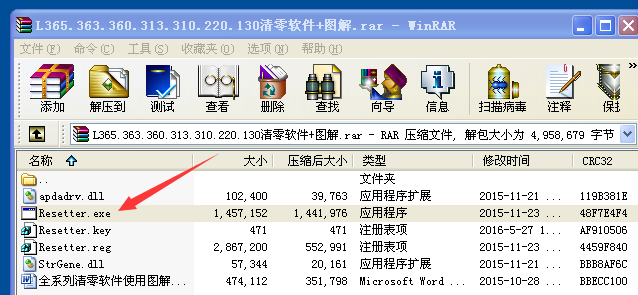 L365.363.360.313.310.220.130清零软件+图解.rar - WinRAR
文件(F) 命令(C) 工具(S) 收藏夹(O) 选项(N) 帮助(H)
添加 解压到 测试 查看 删除 查找 向导 信息 扫描病毒 注释 保护
L365.363.360.313.310.220.130清零软件+图解.rar - RAR 压缩文件, 解包大小为 4,958,679 字节
名称 大小 压缩后大小 类型 修改时间 CRC32
.. 文件夹
apdadrv.dll 102,400 39,763 应用程序扩展 2015-11-21 ... 119B381E
Resetter.exe 1,457,152 1,441,976 应用程序 2015-11-23 ... 48F7E4F4
Resetter.key 471 471 注册表项 2016-5-27 1... AF910506
Resetter.reg 2,867,200 552,991 注册表项 2015-11-23 ... 4459F840
StrGene.dll 57,344 20,161 应用程序扩展 2015-11-21 ... BBB8AF6C
全系列清零软件使用图解... 474,112 351,798 Microsoft Word ... 2015-10-28 ... BBECC100